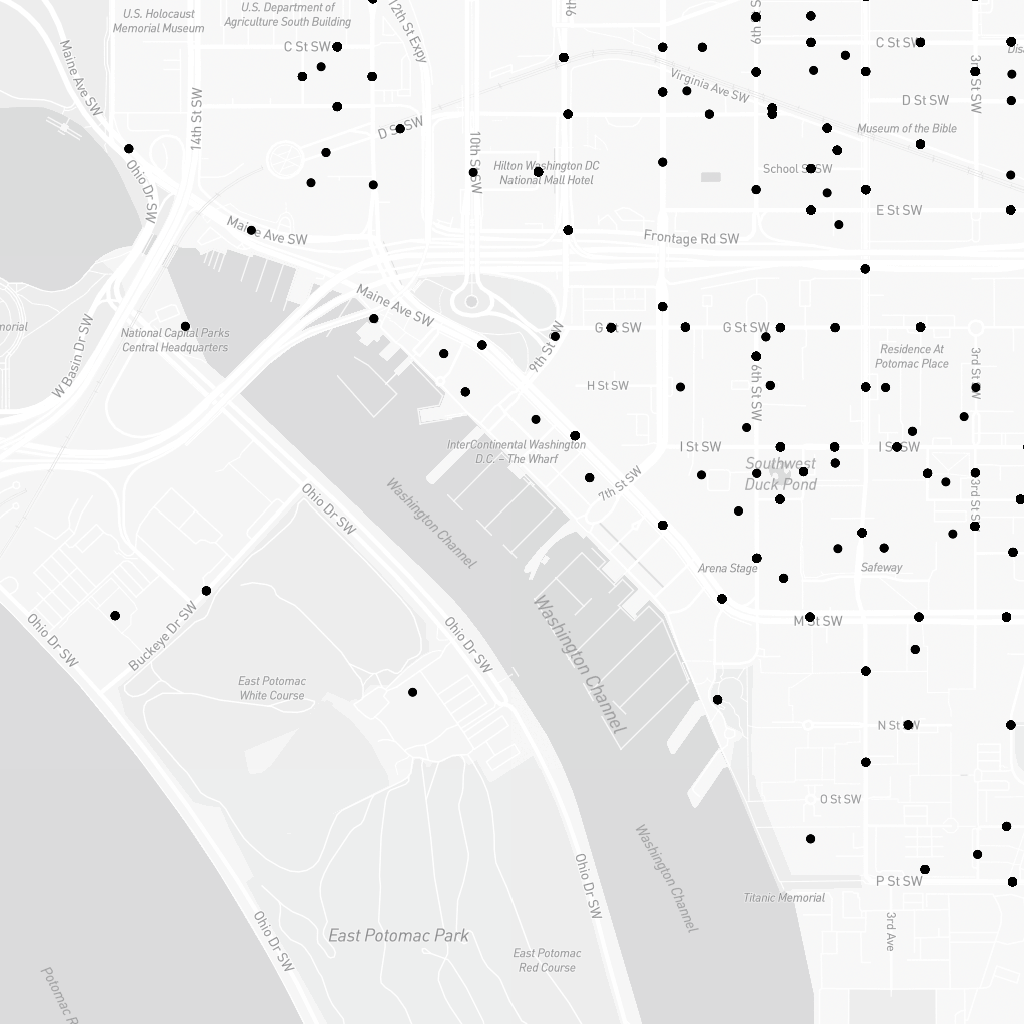 U.S. Holocaust
Memorial Museum
U.S. Department of
Agriculture South Building
12th St Expy
C St SW
C St SW
Maine Ave SW
Virginia Ave SW
3rd St SW
14th St SW
D St SW
D St SW
Museum of the Bible
10th St SW
Hilton Washington DC
National Mall Hotel
School St SW
Ohio Dr SW
E St SW
Maine Ave SW
Frontage Rd SW
Maine Ave SW
National Capital Parks
Central Headquarters
W Basin Dr SW
9th St SW
G St SW
G St SW
Residence At
Potomac Place
3rd St SW
H St SW
6th St SW
InterContinental Washington
D.C. – The Wharf
I St SW
I St SW
Southwest
Duck Pond
7th St SW
3rd St S
Ohio Dr SW
Washington Channel
Arena Stage
Safeway
Washington Channel
M St SW
Ohio Dr SW
Buckeye Dr SW
Ohio Dr SW
East Potomac
White Course
N St SW
O St SW
Washington Channel
Ohio Dr SW
P St SW
Titanic Memorial
Ohio Dr SW
East Potomac Park
3rd Ave
East Potomac
Red Course
Potomac R